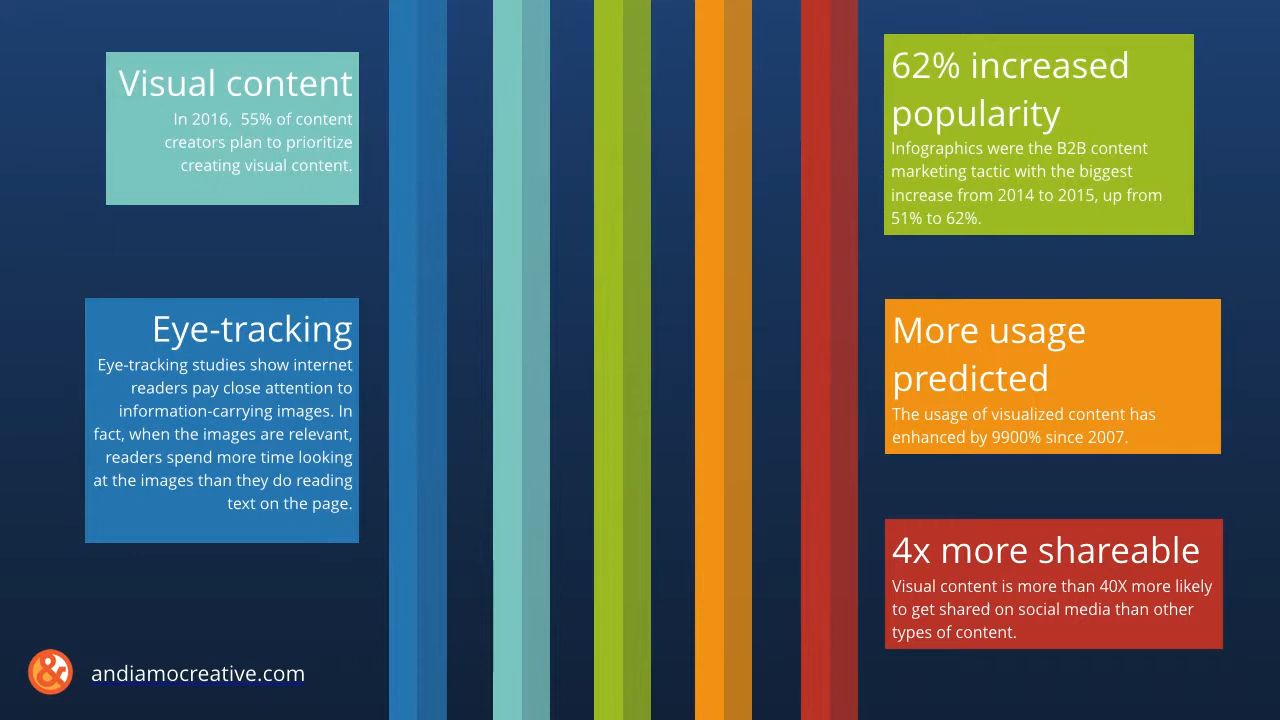 Visual content
In 2016,  55% of content
creators plan to prioritize
creating visual content.
Eye-tracking
Eye-tracking studies show internet
readers pay close attention to
information-carrying images. In
fact, when the images are relevant,
readers spend more time looking
at the images than they do reading
text on the page.
62% increased
popularity
Infographics were the B2B content
marketing tactic with the biggest
increase from 2014 to 2015, up from
51% to 62%.
More usage
predicted
The usage of visualized content has
enhanced by 9900% since 2007.
4x more shareable
Visual content is more than 40X more likely
to get shared on social media than other
types of content.
&
andiamocreative.com